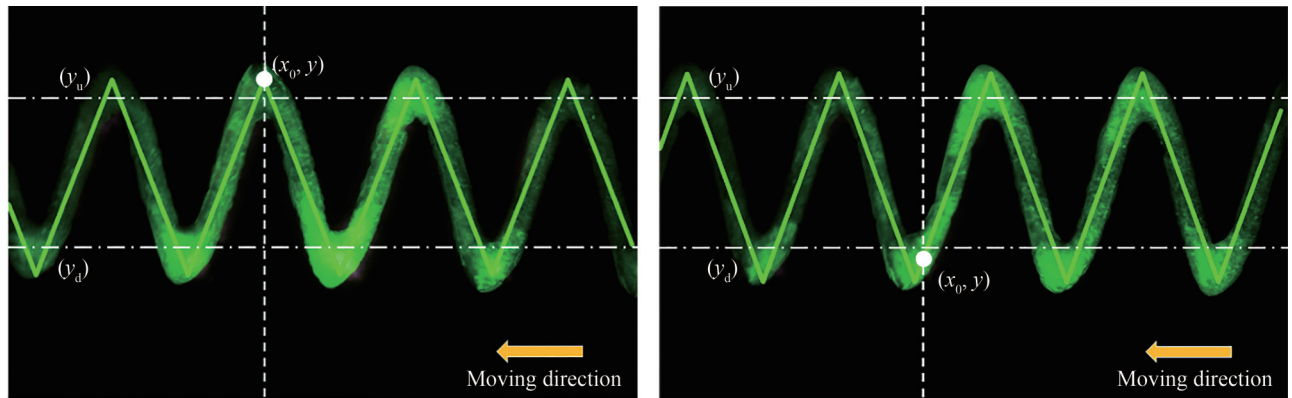 (yu)
(x0, y)
(yd)
Moving direction
(yu)
(yd)
(x0, y)
Moving direction